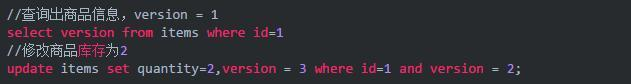 //查询出商品信息，version = 1
select version from items where id=1
//修改商品库存为2
update items set quantity=2,version = 3 where id=1 and version = 2;